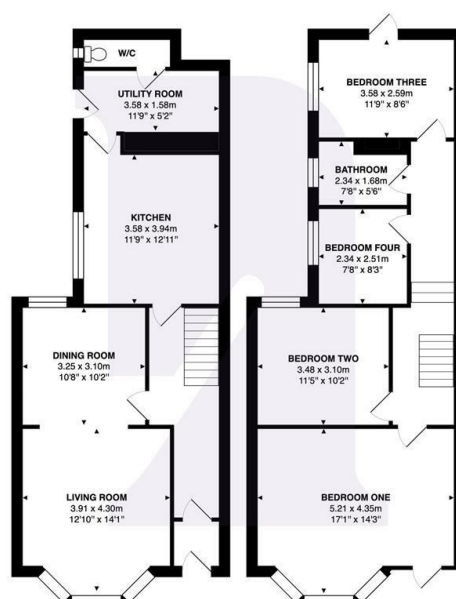 W/C
UTILITY ROOM
3.58 x 1.58m
11'9" x 5'2"
KITCHEN
3.58 x 3.94m
11'9" x 12'11"
DINING ROOM
3.25 x 3.10m
10'8" x 10'2"
LIVING ROOM
3.91 x 4.30m
12'10" x 14'1"
BEDROOM THREE
3.58 x 2.59m
11'9" x 8'6"
BATHROOM
2.34 x 1.68m
7'8" x 5'6"
BEDROOM FOUR
2.34 x 2.51m
7'8" x 8'3"
BEDROOM TWO
3.48 x 3.10m
11'5" x 10'2"
BEDROOM ONE
5.21 x 4.35m
17'1" x 14'3"